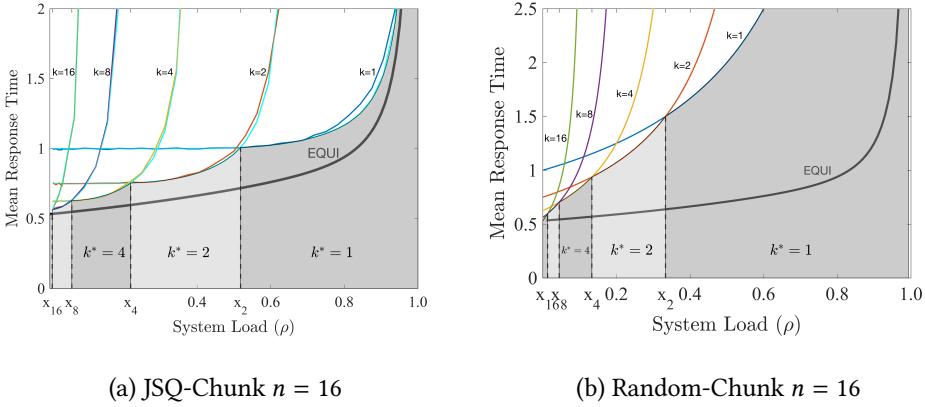 2
1.5
1
0.5
0
Mean Response Time
k=16
k=8
k=4
k=2
k=1
EQUI
k* = 4
k* = 2
k* = 1
x16 x8 x4 0.4 x2 0.6 0.8 1.0
System Load (ρ)
(a) JSQ-Chunk n = 16
2.5
2
1.5
1
0.5
0
Mean Response Time
k=1
k=2
k=4
k=8
k=16
EQUI
k* = 4
k* = 2
k* = 1
x16 x8 x4 0.2 x2 0.4 0.6 0.8 1.0
System Load (ρ)
(b) Random-Chunk n = 16